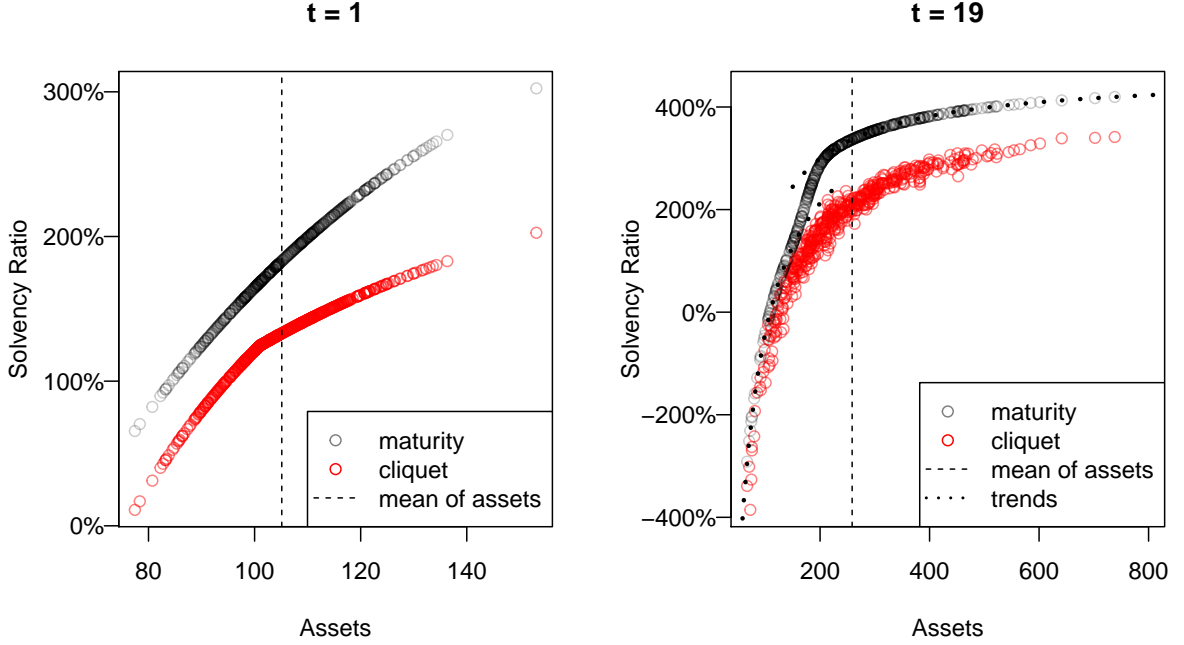 t = 1
300%
200%
100%
0%
Solvency Ratio
80
100
120
140
Assets
maturity
cliquet
mean of assets
t = 19
400%
200%
0%
−200%
−400%
Solvency Ratio
200
400
600
800
Assets
maturity
cliquet
mean of assets
trends